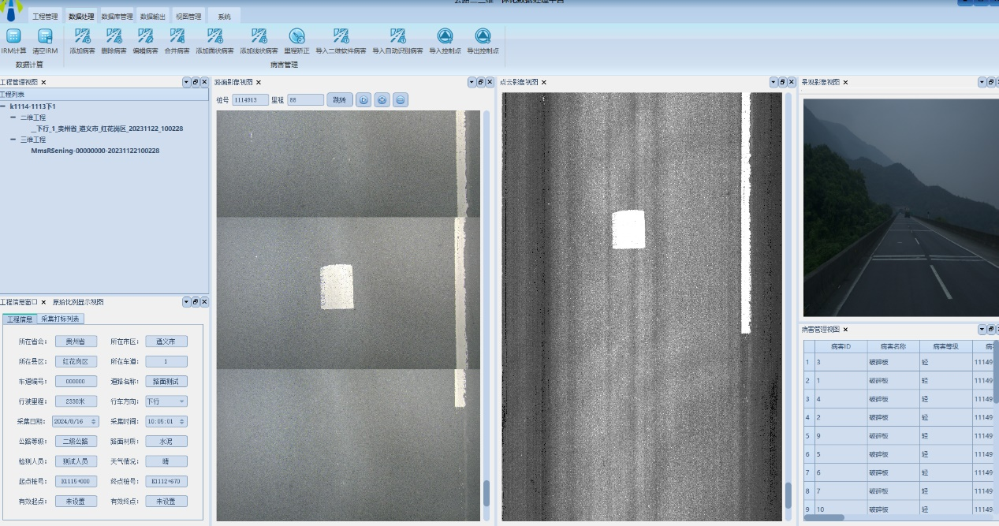 工程管理 数据处理 数据库管理 数据输出 视图管理 系统
IRM计算 清空IRM 添加病害 删除病害 编辑病害 合并病害 添加面状病害 添加线状病害 里程矫正 导入二维软件病害 导入自动识别病害 导入控制点 导出控制点
数据计算 病害管理
工程管理视图
工程列表
k1114-1113下1
二维工程
__下行_1_贵州省_遵义市_红花岗区_20231122_100228
三维工程
MmsRSening-00000000-20231122100228
工程信息窗口 原始比例显示视图
工程信息 采集打标列表
所在省会: 贵州省 所在市区: 遵义市
所在县区: 红花岗区 所在车道: 1
车道编号: 000000 道路名称: 路面测试
行驶里程: 2330米 行车方向: 下行
采集日期: 2024/8/16 采集时间: 10:05:01
公路等级: 二级公路 路面材质: 水泥
检测人员: 测试人员 天气情况: 晴
起点桩号: K1115+000 终点桩号: K1112+670
有效起点: 未设置 有效终点: 未设置
路面影像视图
桩号 1114913 里程 88 跳转
点云影像视图
景观影像视图
病害管理视图
病害ID 病害名称 病害等级
1 3 破碎板 轻 11149
2 1 破碎板 轻 11149
3 4 破碎板 轻 11149
4 2 破碎板 轻 11149
5 9 破碎板 轻 11149
6 5 破碎板 轻 11149
7 6 破碎板 轻 11149
8 7 破碎板 轻 11149
9 10 破碎板 轻 11149